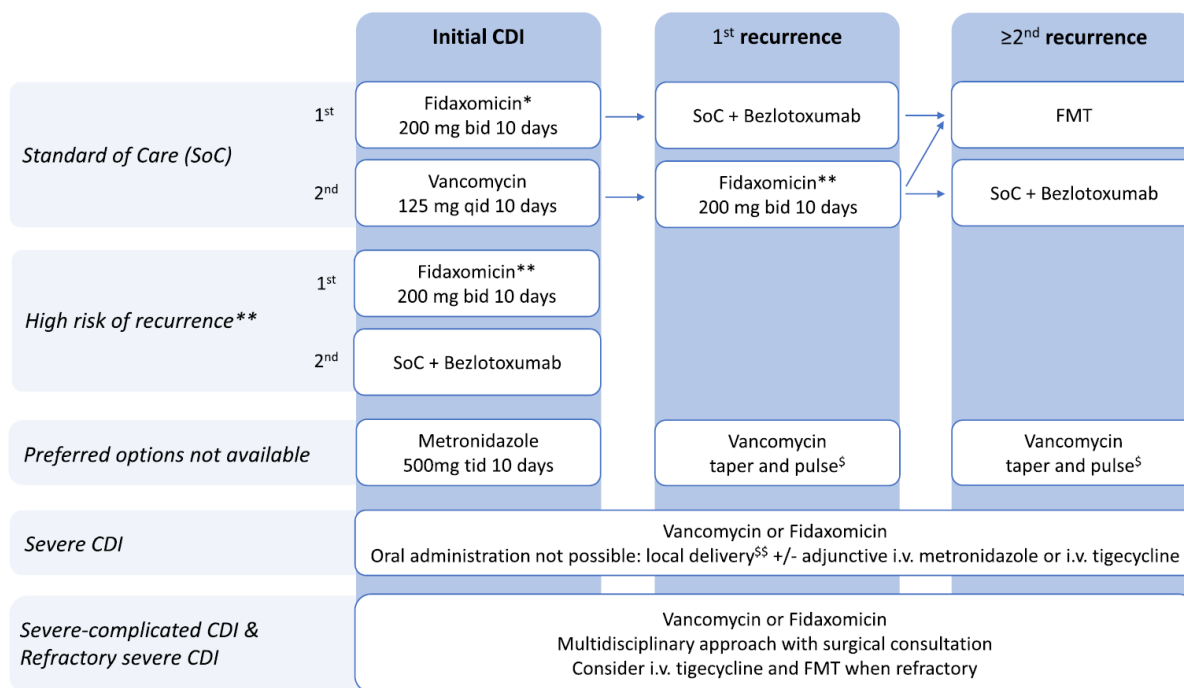 Initial CDI
1st recurrence
≥2nd recurrence
Standard of Care (SoC)
1st
Fidaxomicin*
200 mg bid 10 days
SoC + Bezlotoxumab
FMT
2nd
Vancomycin
125 mg qid 10 days
Fidaxomicin**
200 mg bid 10 days
SoC + Bezlotoxumab
High risk of recurrence**
1st
Fidaxomicin**
200 mg bid 10 days
2nd
SoC + Bezlotoxumab
Preferred options not available
Metronidazole
500mg tid 10 days
Vancomycin
taper and pulse$
Vancomycin
taper and pulse$
Severe CDI
Vancomycin or Fidaxomicin
Oral administration not possible: local delivery$$ +/- adjunctive i.v. metronidazole or i.v. tigecycline
Severe-complicated CDI &
Refractory severe CDI
Vancomycin or Fidaxomicin
Multidisciplinary approach with surgical consultation
Consider i.v. tigecycline and FMT when refractory